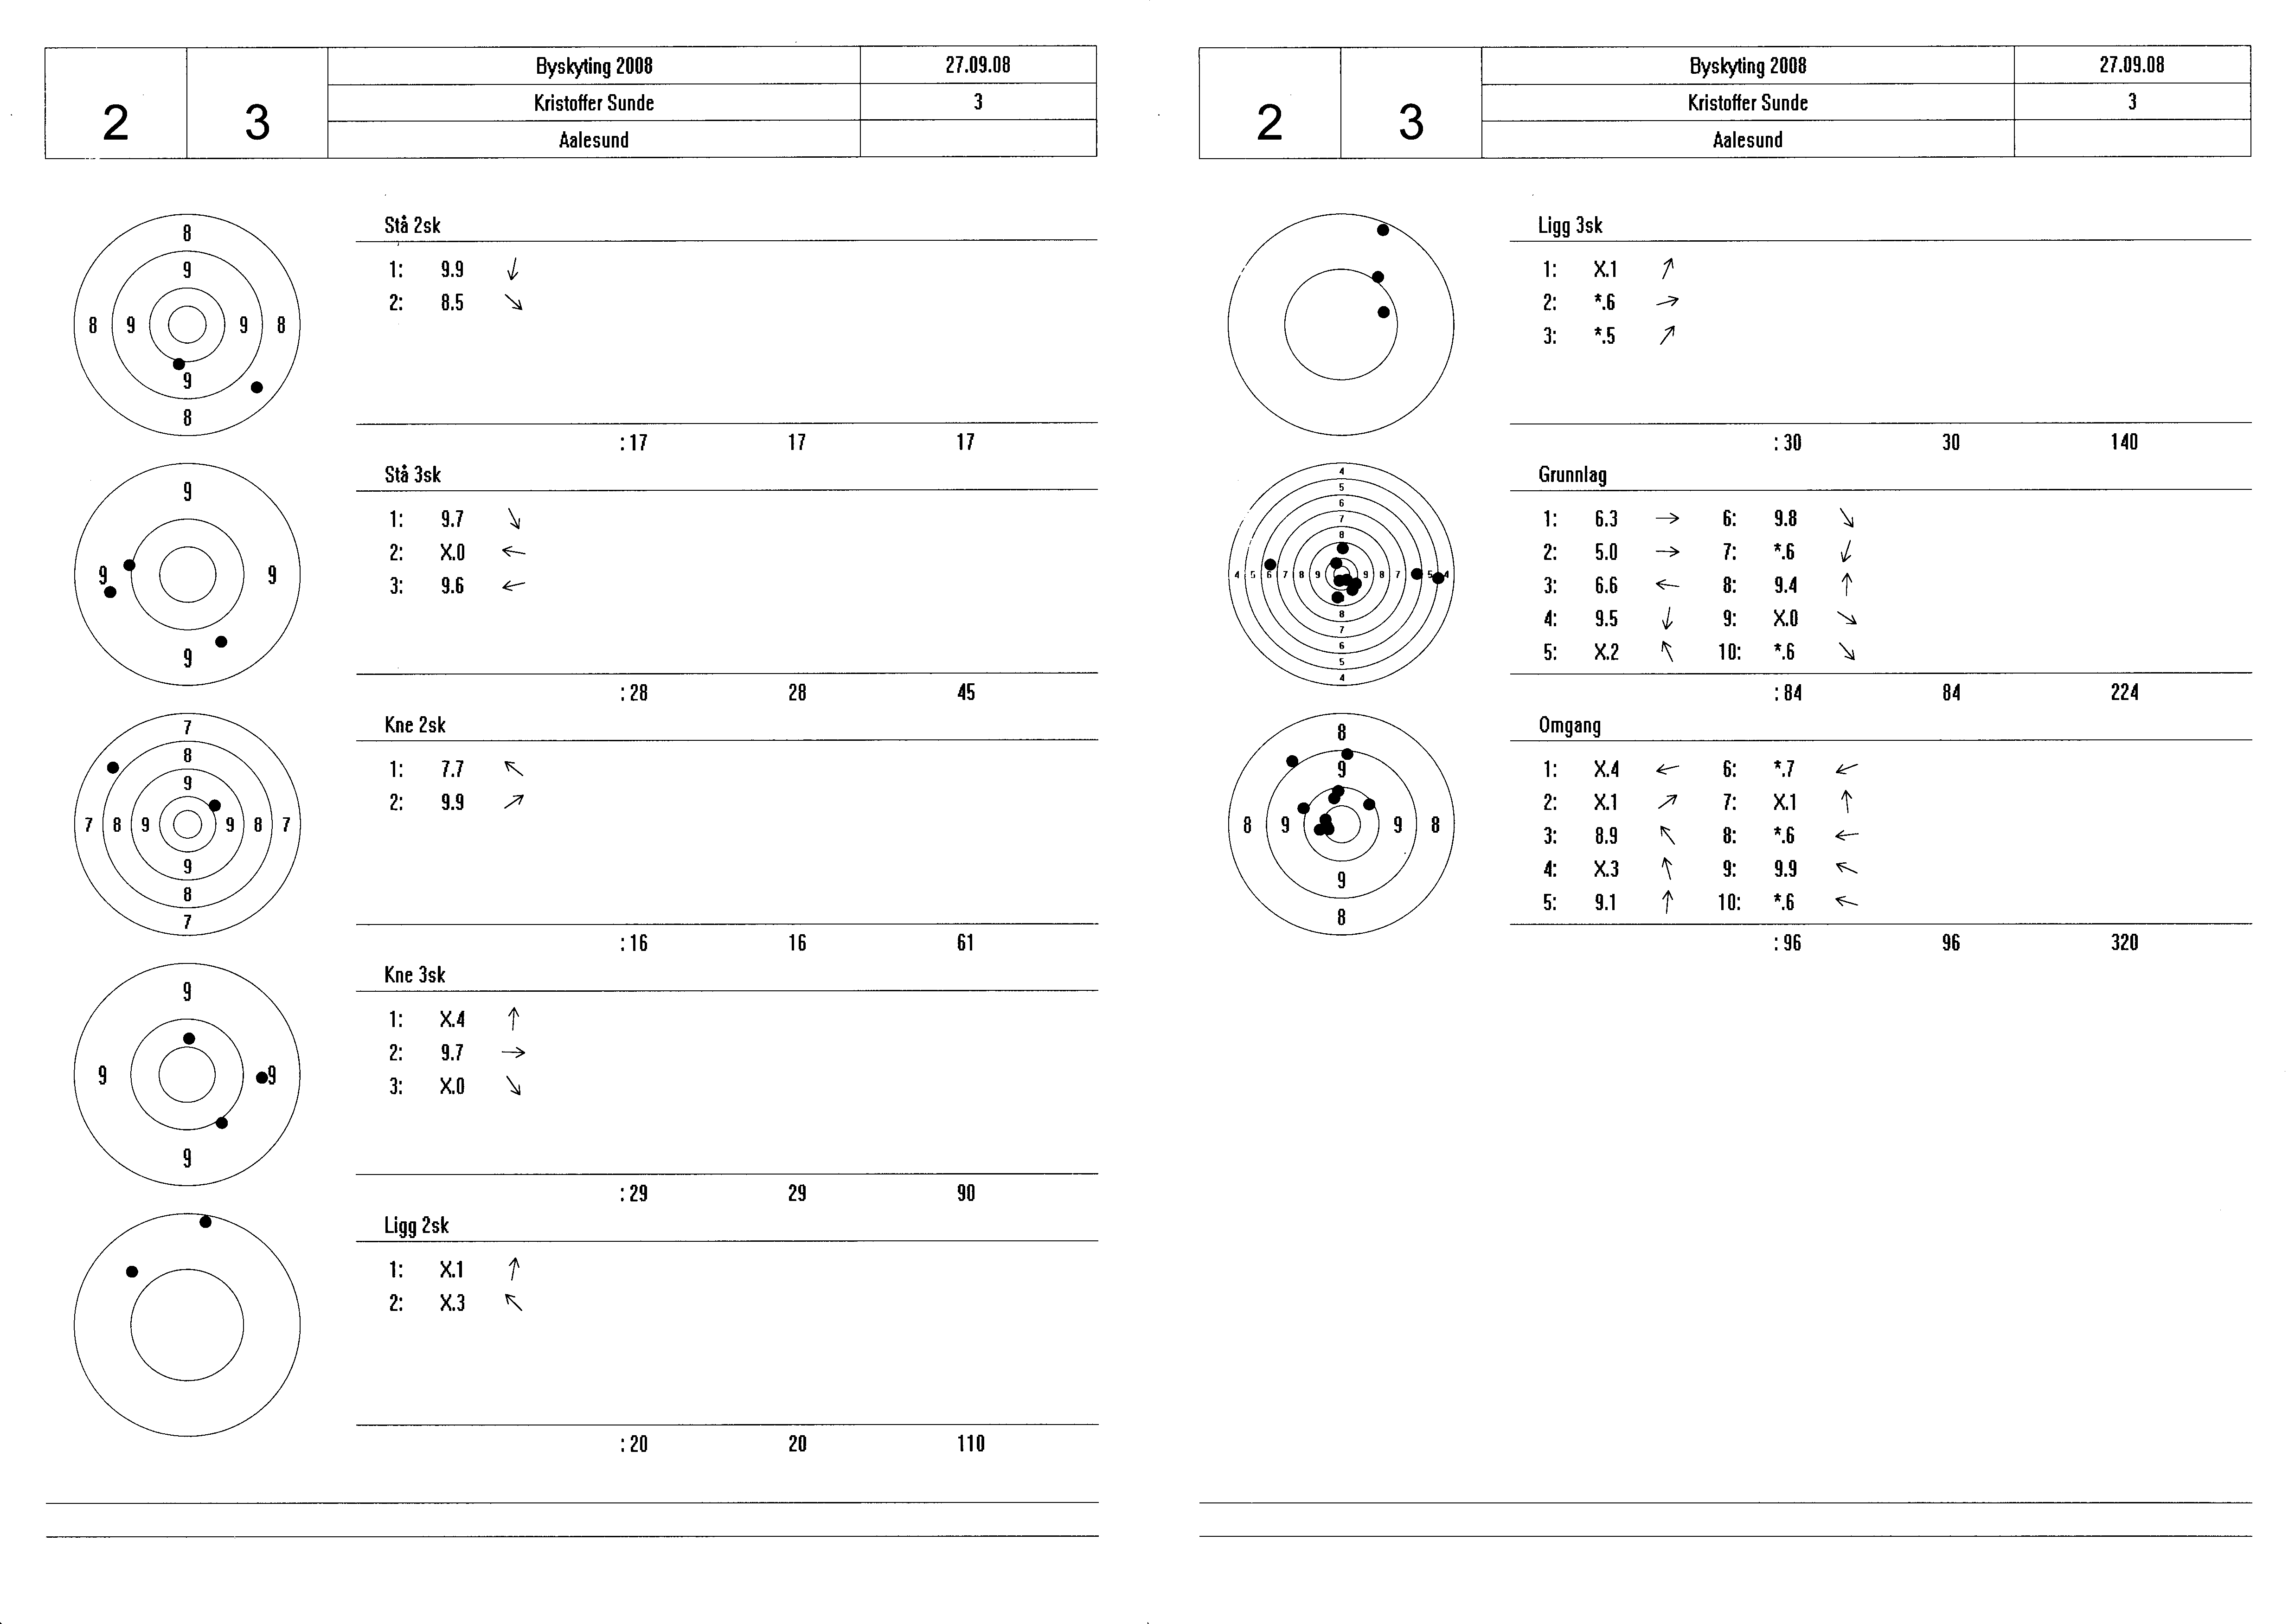 2 3 Byskyting 2008 27.09.08
Kristoffer Sunde 3
Aalesund
Stå 2sk
8
9
8 9 9 8
9
8
1: 9.9
2: 8.5
: 17 17 17
Stå 3sk
9
9 9
9
1: 9.7
2: X.0
3: 9.6
: 28 28 45
Kne 2sk
7
8
9
7 8 9 9 8 7
9
8
7
1: 7.7
2: 9.9
: 16 16 61
Kne 3sk
9
9 9
9
1: X.4
2: 9.7
3: X.0
: 29 29 90
Ligg 2sk
1: X.1
2: X.3
: 20 20 110
2 3 Byskyting 2008 27.09.08
Kristoffer Sunde 3
Aalesund
Ligg 3sk
1: X.1
2: *.6
3: *.5
: 30 30 140
Grunnlag
4
5
6
7
8
4 5 6 7 8 9 9 8 7 5 4
8
7
6
5
4
1: 6.3 6: 9.8
2: 5.0 7: *.6
3: 6.6 8: 9.4
4: 9.5 9: X.0
5: X.2 10: *.6
: 84 84 224
Omgang
8
9
8 9 9 8
9
8
1: X.4 6: *.7
2: X.1 7: X.1
3: 8.9 8: *.6
4: X.3 9: 9.9
5: 9.1 10: *.6
: 96 96 320